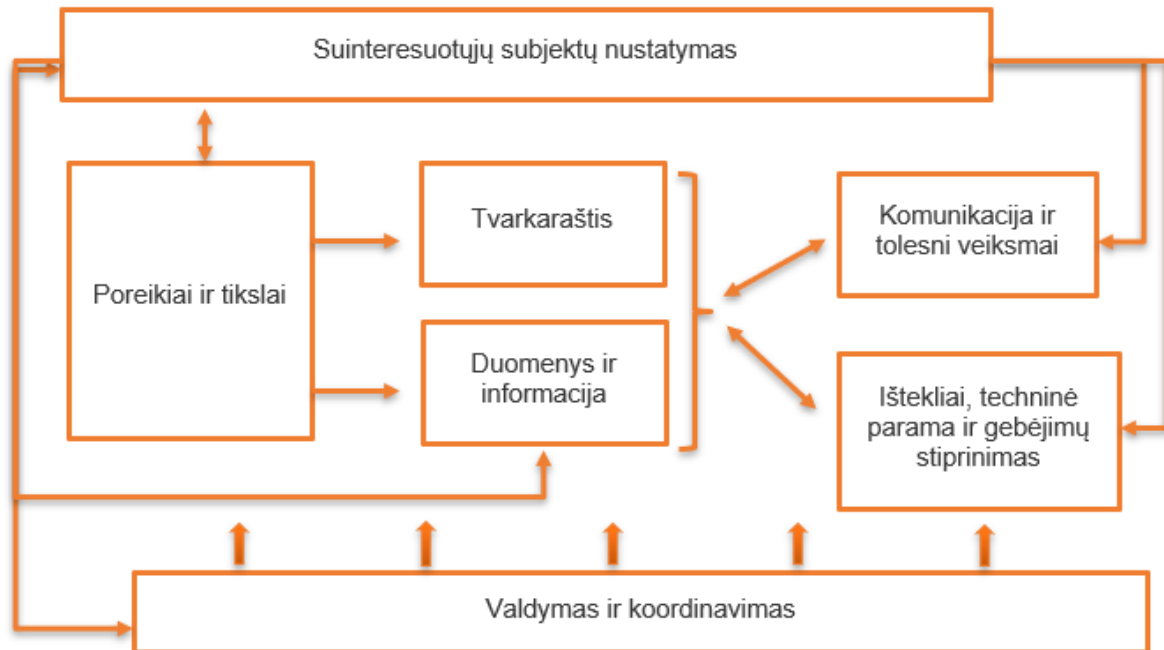 Suinteresuotųjų subjektų nustatymas
Poreikiai ir tikslai
Tvarkaraštis
Duomenys ir
informacija
Komunikacija ir
tolesni veiksmai
Ištekliai, techninė
parama ir gebėjimų
stiprinimas
Valdymas ir koordinavimas